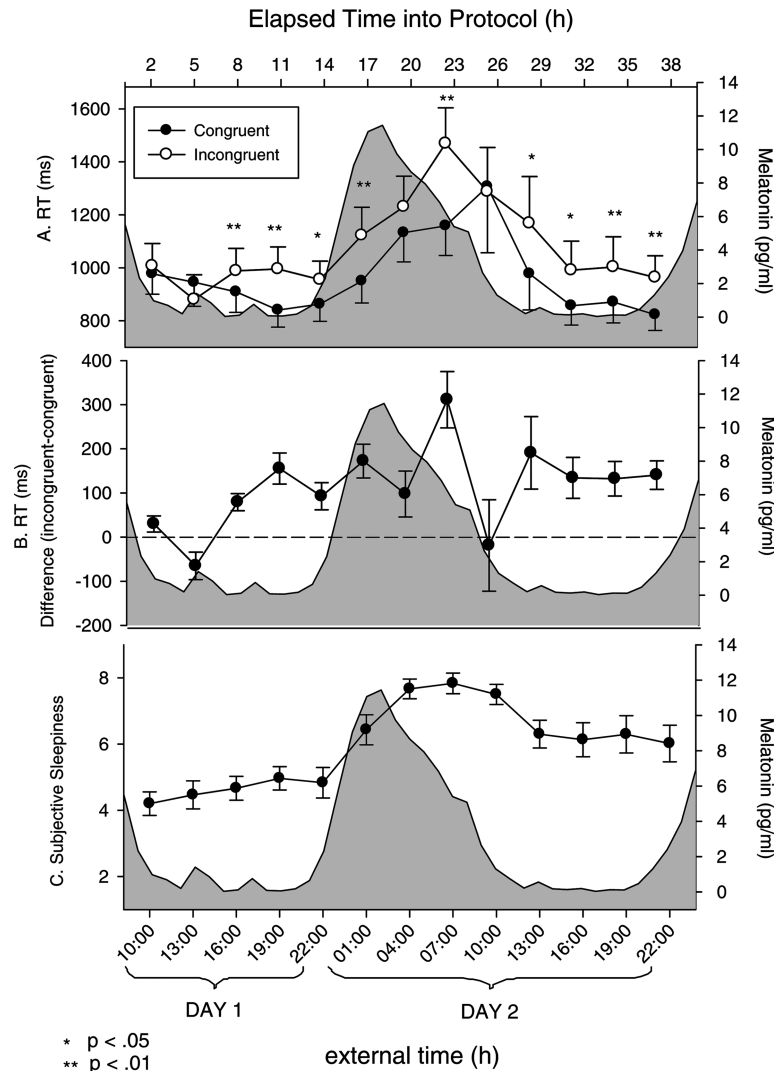 Elapsed Time into Protocol (h)
2 5 8 11 14 17 20 23 26 29 32 35 38
A. RT (ms)
1600
1400
1200
1000
800
Congruent
Incongruent
** ** * ** ** * * ** **
14
12
10
8
6
4
2
0
Melatonin (pg/ml)
B. RT (ms)
Difference (incongruent-congruent)
400
300
200
100
0
-100
-200
14
12
10
8
6
4
2
0
Melatonin (pg/ml)
C. Subjective Sleepiness
8
6
4
2
14
12
10
8
6
4
2
0
Melatonin (pg/ml)
10:00 13:00 16:00 19:00 22:00 01:00 04:00 07:00 10:00 13:00 16:00 19:00 22:00
DAY 1 DAY 2
* p < .05
** p < .01
external time (h)